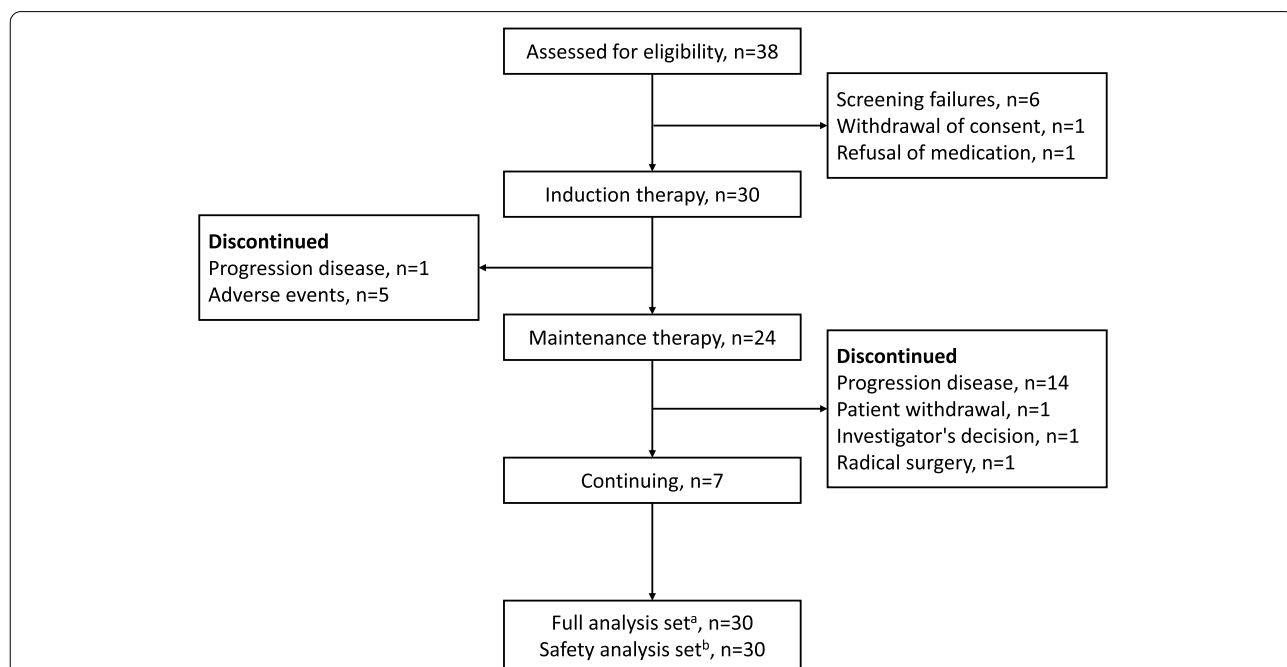 Assessed for eligibility, n=38
Screening failures, n=6
Withdrawal of consent, n=1
Refusal of medication, n=1
Induction therapy, n=30
Discontinued
Progression disease, n=1
Adverse events, n=5
Maintenance therapy, n=24
Discontinued
Progression disease, n=14
Patient withdrawal, n=1
Investigator's decision, n=1
Radical surgery, n=1
Continuing, n=7
Full analysis setᵃ, n=30
Safety analysis setᵇ, n=30